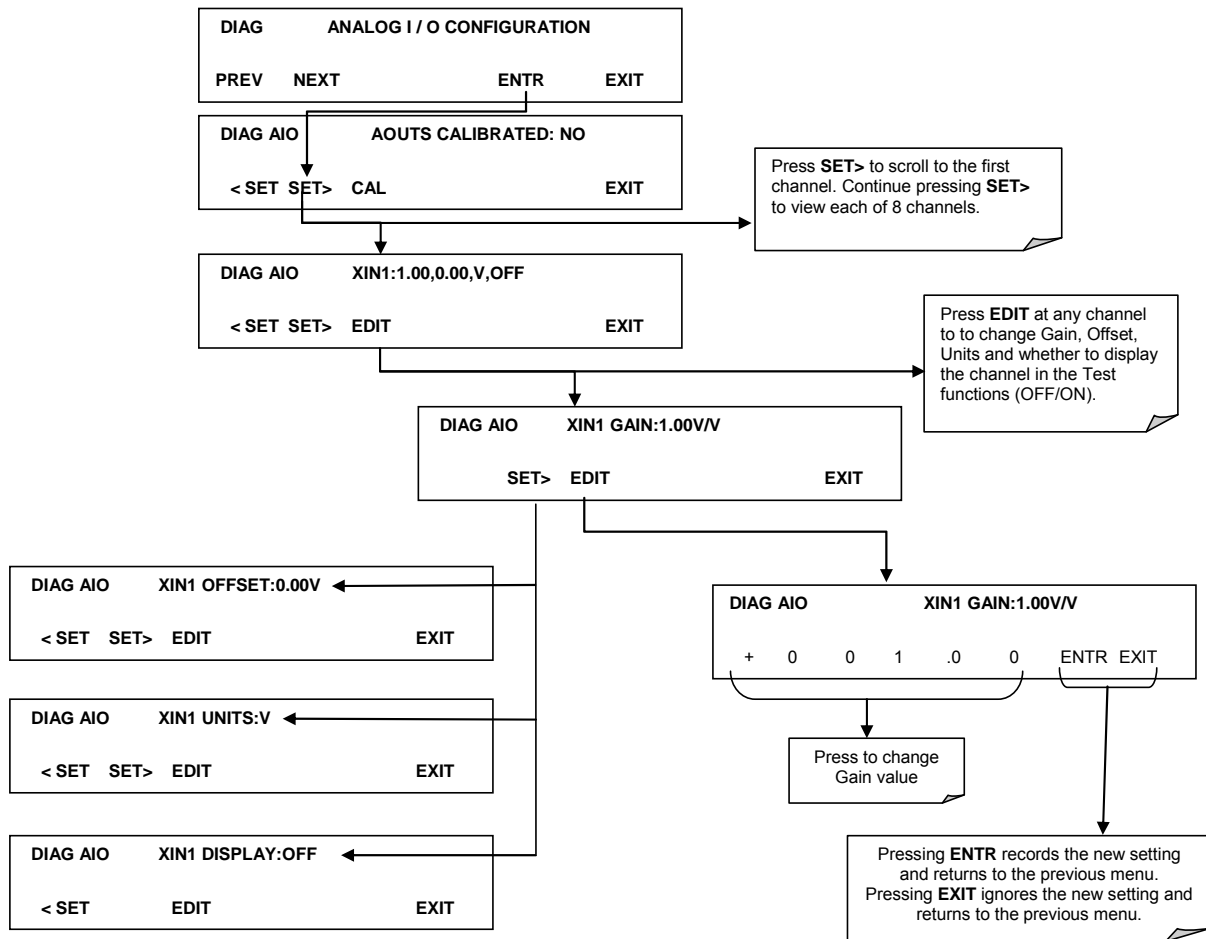 DIAG ANALOG I / O CONFIGURATION
PREV NEXT ENTR EXIT
DIAG AIO AOUTS CALIBRATED: NO
< SET SET> CAL EXIT
Press SET> to scroll to the first
channel. Continue pressing SET>
to view each of 8 channels.
DIAG AIO XIN1:1.00,0.00,V,OFF
< SET SET> EDIT EXIT
Press EDIT at any channel
to to change Gain, Offset,
Units and whether to display
the channel in the Test
functions (OFF/ON).
DIAG AIO XIN1 GAIN:1.00V/V
SET> EDIT EXIT
DIAG AIO XIN1 OFFSET:0.00V
< SET SET> EDIT EXIT
DIAG AIO XIN1 GAIN:1.00V/V
+ 0 0 1 .0 0 ENTR EXIT
DIAG AIO XIN1 UNITS:V
< SET SET> EDIT EXIT
Press to change
Gain value
DIAG AIO XIN1 DISPLAY:OFF
< SET EDIT EXIT
Pressing ENTR records the new setting
and returns to the previous menu.
Pressing EXIT ignores the new setting and
returns to the previous menu.